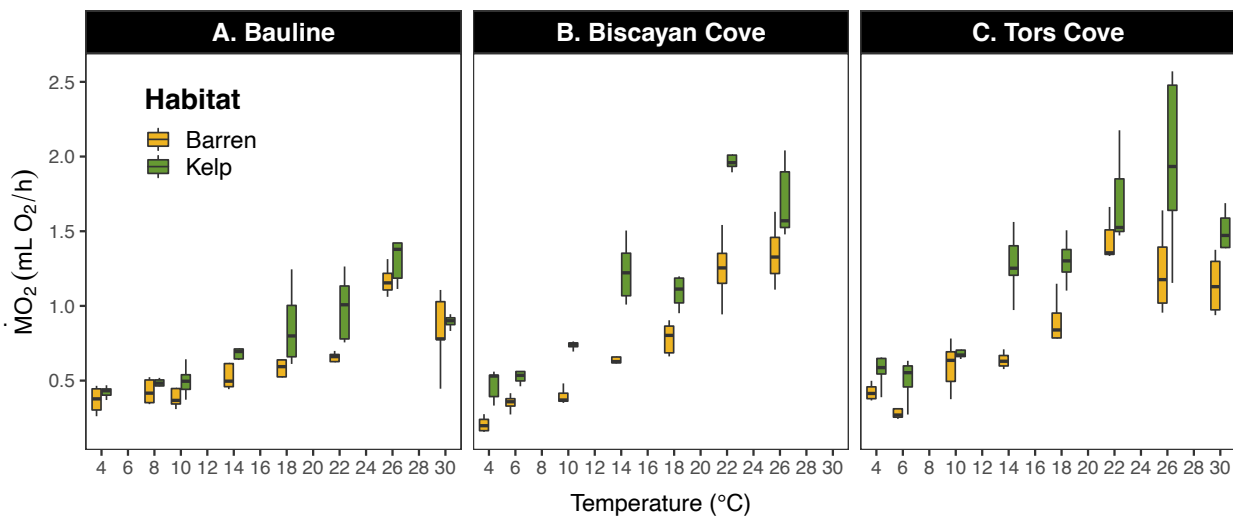 A. Bauline
B. Biscayan Cove
C. Tors Cove
ṀO₂ (mL O₂/h)
2.5
2.0
1.5
1.0
0.5
Habitat
Barren
Kelp
4 6 8 10 12 14 16 18 20 22 24 26 28 30
4 6 8 10 12 14 16 18 20 22 24 26 28 30
4 6 8 10 12 14 16 18 20 22 24 26 28 30
Temperature (°C)